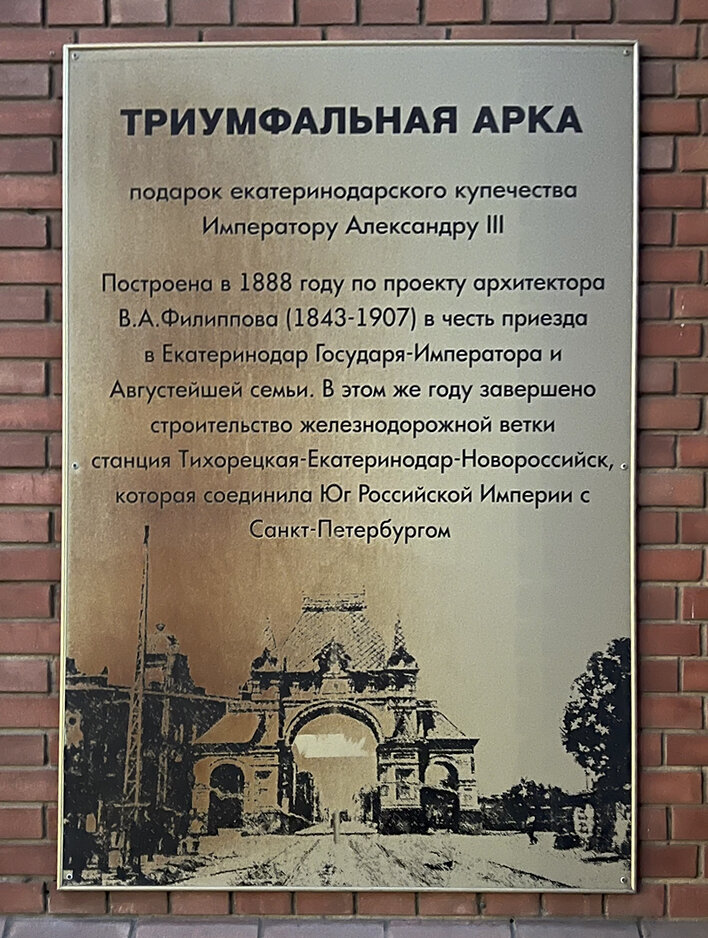 ТРИУМФАЛЬНАЯ АРКА
подарок екатеринодарского купечества
Императору Александру III
Построена в 1888 году по проекту архитектора
В.А.Филиппова (1843-1907) в честь приезда
в Екатеринодар Государя-Императора и
Августейшей семьи. В этом же году завершено
строительство железнодорожной ветки
станция Тихорецкая-Екатеринодар-Новороссийск,
которая соединила Юг Российской Империи с
Санкт-Петербургом